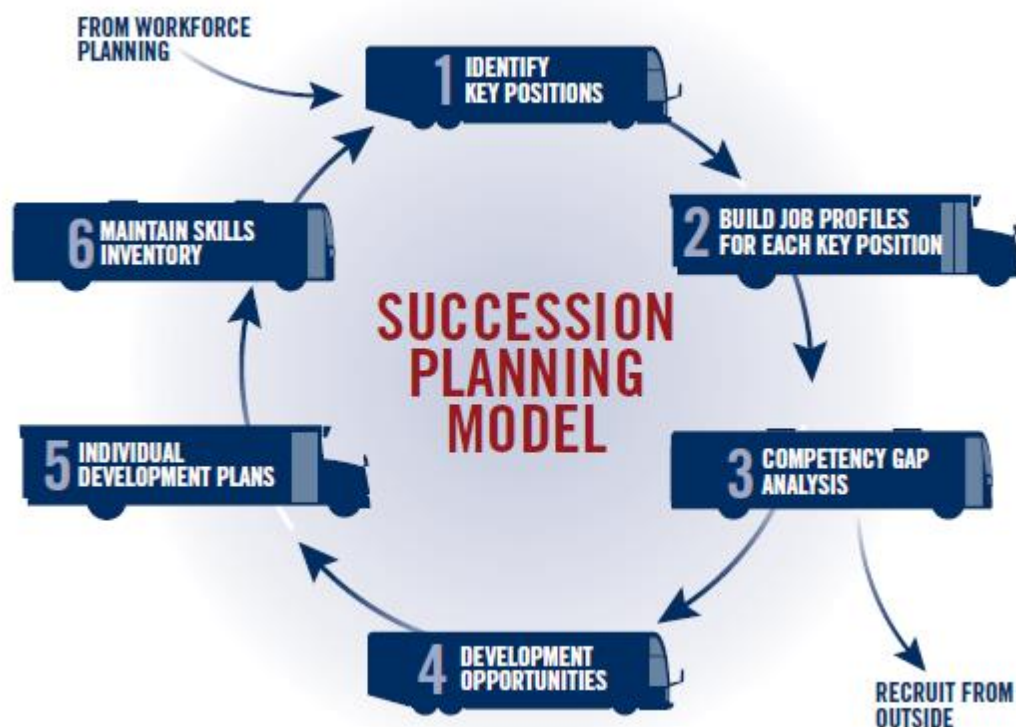 FROM WORKFORCE
PLANNING
1 IDENTIFY
KEY POSITIONS
2 BUILD JOB PROFILES
FOR EACH KEY POSITION
3 COMPETENCY GAP
ANALYSIS
RECRUIT FROM
OUTSIDE
4 DEVELOPMENT
OPPORTUNITIES
5 INDIVIDUAL
DEVELOPMENT PLANS
6 MAINTAIN SKILLS
INVENTORY
SUCCESSION
PLANNING
MODEL